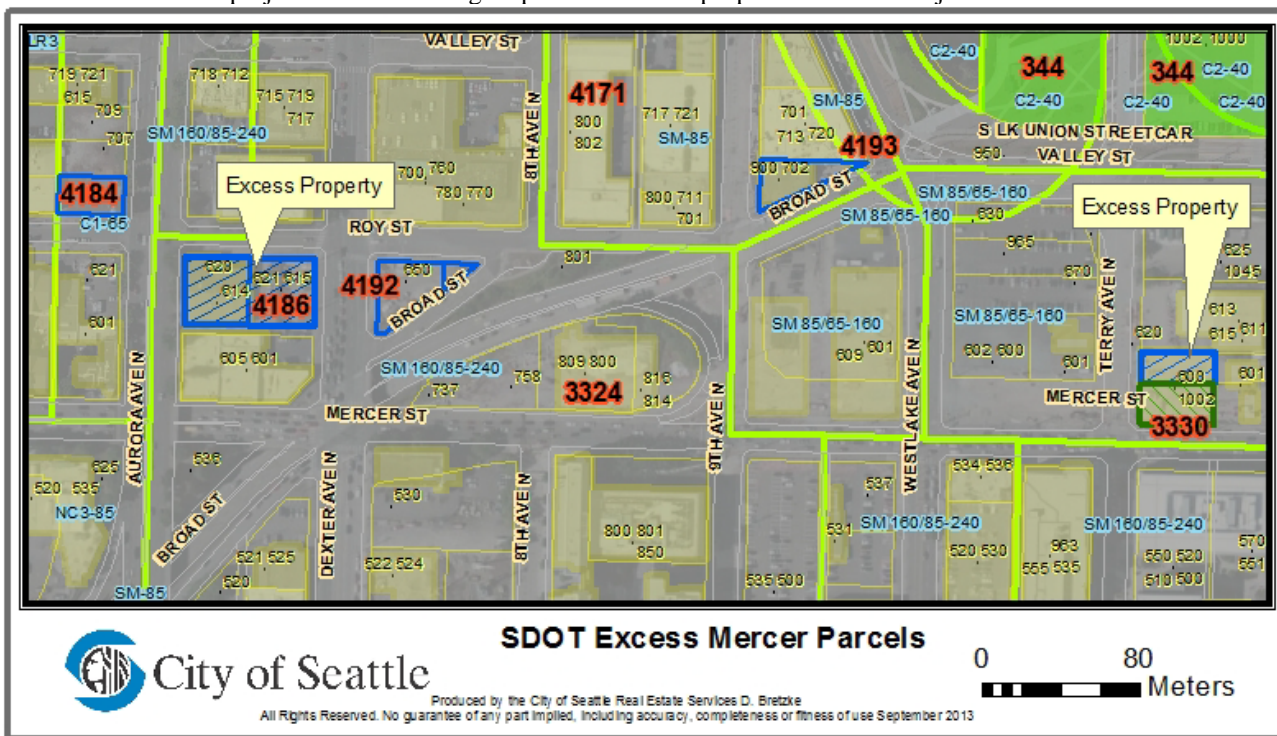 VALLEY ST
LR3
1002 1000
C2-40
719 721
615
709
707
718 712
715 719
717
SM 160/85-240
8TH AVE N
4171
800
802
717 721
SM-85
701
713 720
SM-85
344
C2-40
344
C2-40
C2-40
C2-40
S LK UNION STREETCAR
950
VALLEY ST
4193
4184
C1-65
Excess Property
700 760
780 770
ROY ST
800 711
701
900 702
BROAD ST
SM 85/65-160
SM 85/65-160
630
Excess Property
965
670
625
1045
621
601
620
621 615
614
4186
4192
650
BROAD ST
801
AURORA AVE N
605 601
SM 160/85-240
737
758
809 800
3324
816
814
SM 85/65-160
609
601
SM 85/65-160
602 600
601
TERRY AVE N
613
615
611
620
609
601
1002
3330
MERCER ST
MERCER ST
9TH AVE N
WESTLAKE AVE N
625
520 535
NC3-85
536
BROAD ST
DEXTER AVE N
530
8TH AVE N
522 524
521 525
520
SM-85
800 801
850
535 500
537
531
SM 160/85-240
534 536
520 530
963
555 535
SM 160/85-240
550 520
510 500
570
551
City of Seattle
SDOT Excess Mercer Parcels
0 80
Meters
Produced by the City of Seattle Real Estate Services D. Bretzke
All Rights Reserved. No guarantee of any part implied, including accuracy, completeness or fitness of use September 2013